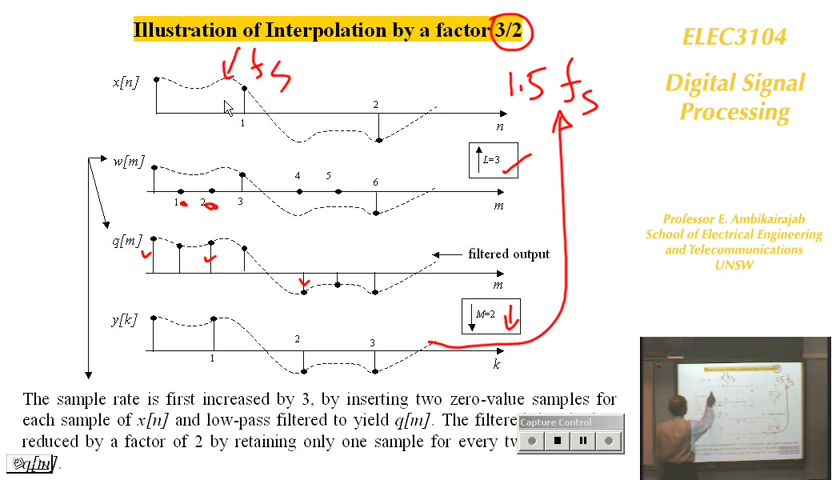 Illustration of Interpolation by a factor 3/2
ELEC3104
Digital Signal
Processing
Professor E. Ambikairajah
School of Electrical Engineering
and Telecommunications
UNSW
fs
1.5 fs
x[n]
1
2
n
L=3
w[m]
1
2
3
4
5
6
m
q[m]
filtered output
m
M=2
y[k]
1
2
3
k
The sample rate is first increased by 3, by inserting two zero-value samples for
each sample of x[n] and low-pass filtered to yield q[m]. The filtered
reduced by a factor of 2 by retaining only one sample for every
q[m].
Capture Control